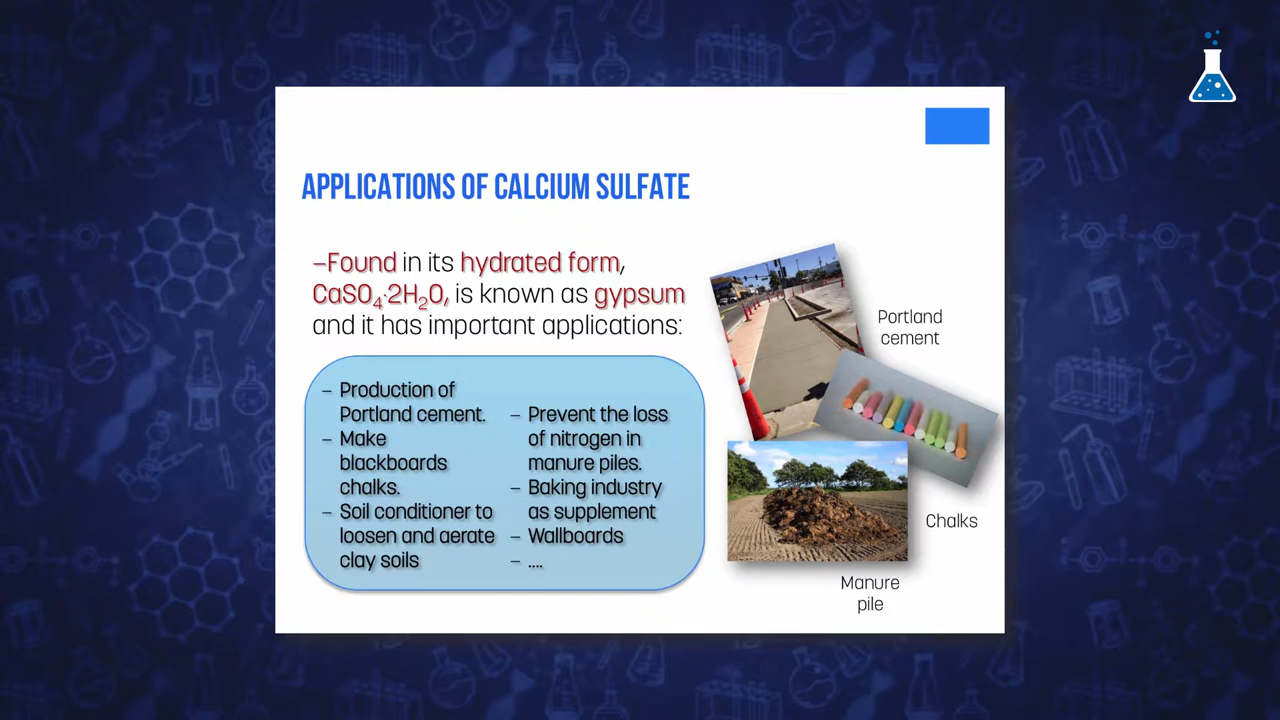 APPLICATIONS OF CALCIUM SULFATE
–Found in its hydrated form,
CaSO₄·2H₂O, is known as gypsum
and it has important applications:
– Production of
Portland cement.
– Make
blackboards
chalks.
– Soil conditioner to
loosen and aerate
clay soils
– Prevent the loss
of nitrogen in
manure piles.
– Baking industry
as supplement
– Wallboards
– ....
Portland
cement
Chalks
Manure
pile